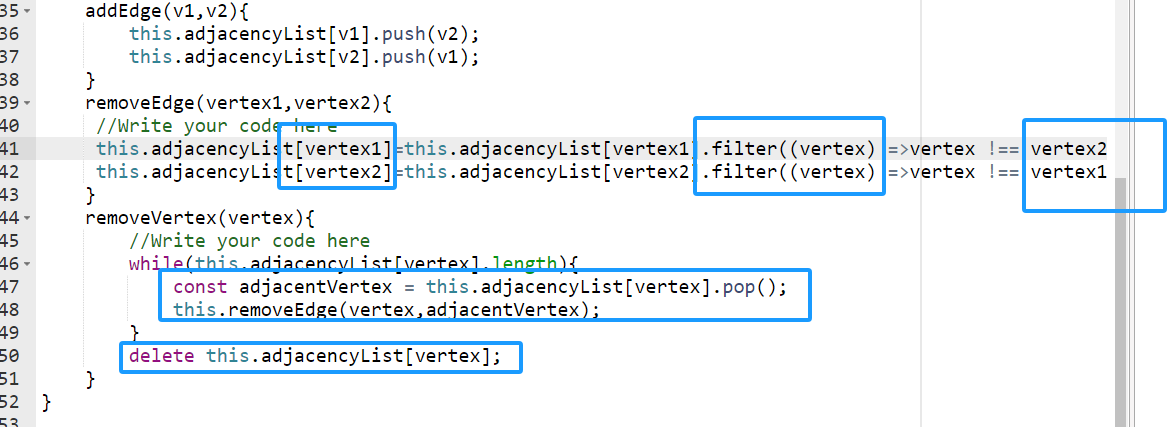 35 addEdge(v1,v2){
36 this.adjacencyList[v1].push(v2);
37 this.adjacencyList[v2].push(v1);
38 }
39 removeEdge(vertex1,vertex2){
40 //Write your code here
41 this.adjacencyList[vertex1]=this.adjacencyList[vertex1].filter((vertex) =>vertex !== vertex2
42 this.adjacencyList[vertex2]=this.adjacencyList[vertex2].filter((vertex) =>vertex !== vertex1
43 }
44 removeVertex(vertex){
45 //Write your code here
46 while(this.adjacencyList[vertex].length){
47 const adjacentVertex = this.adjacencyList[vertex].pop();
48 this.removeEdge(vertex,adjacentVertex);
49 }
50 delete this.adjacencyList[vertex];
51 }
52 }
53